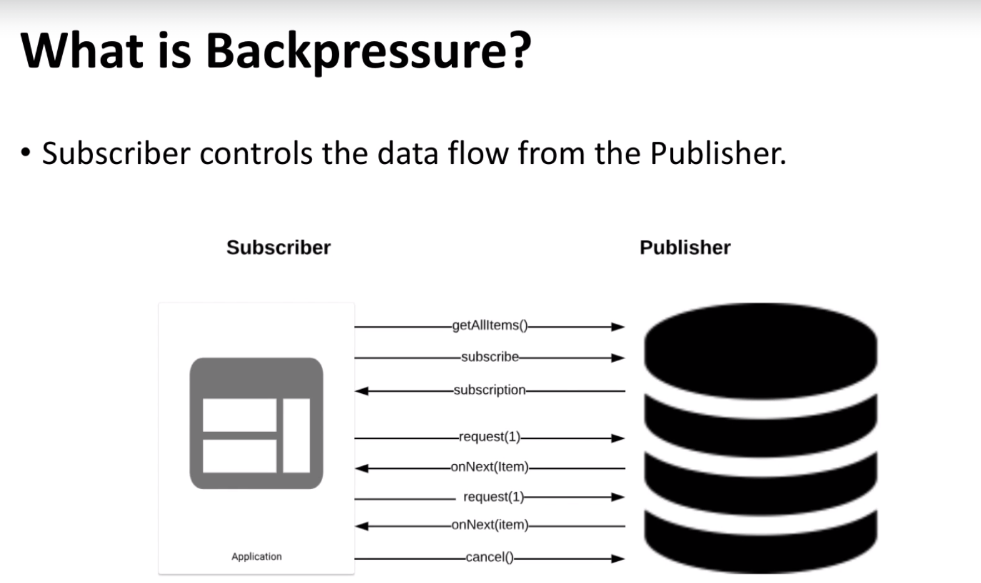 What is Backpressure?
• Subscriber controls the data flow from the Publisher.
Subscriber
Publisher
getAllItems()
subscribe
subscription
request(1)
onNext(Item)
request(1)
onNext(item)
cancel()
Application